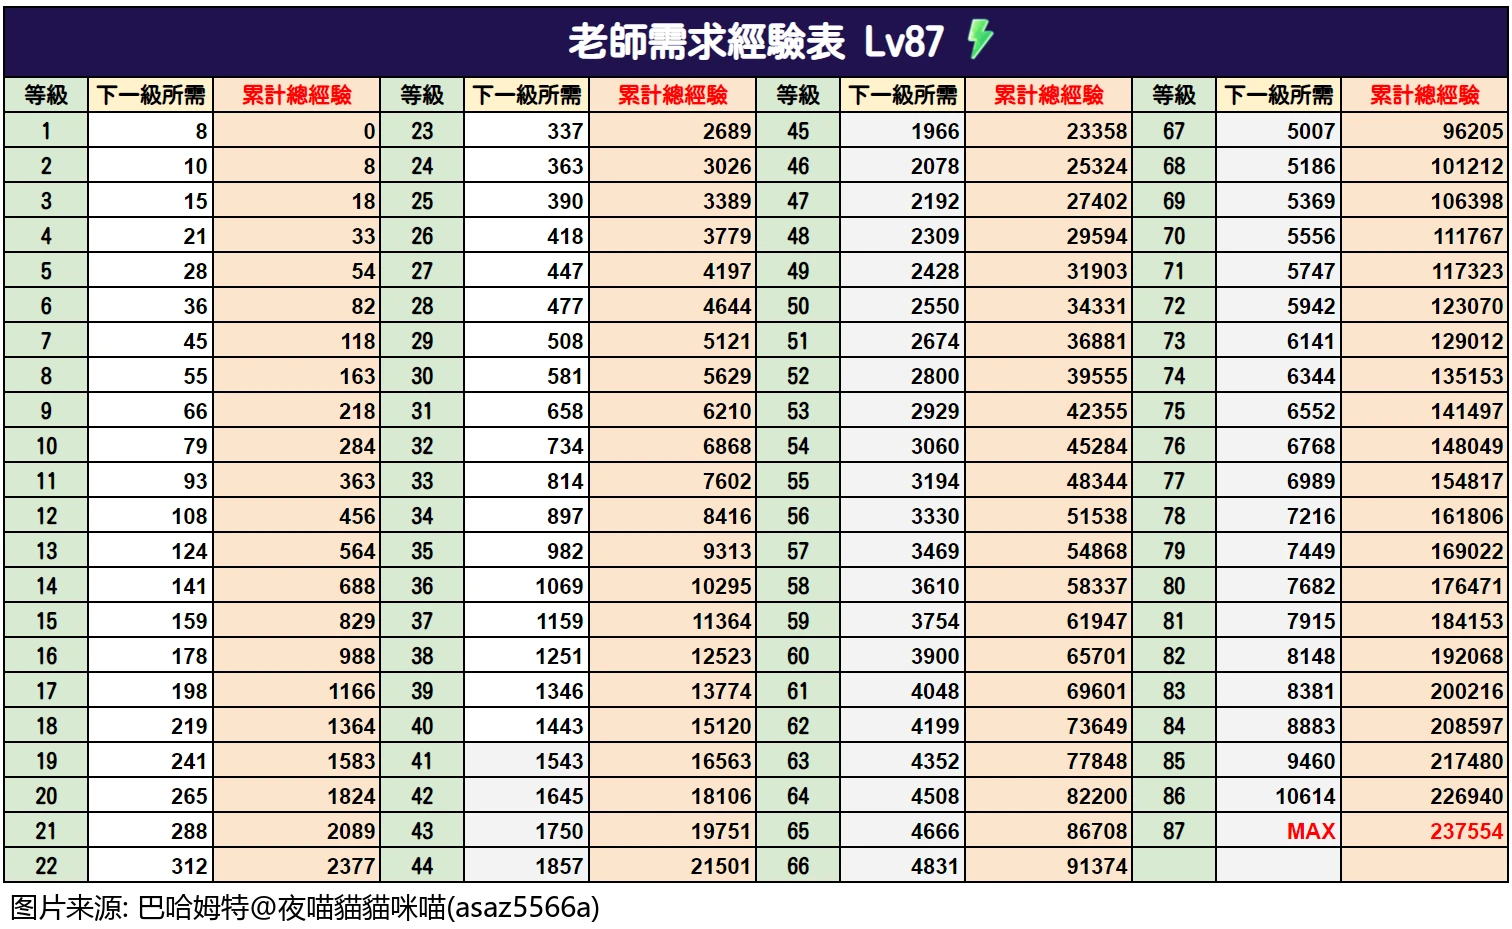 老師需求經驗表 Lv87
等級 下一級所需 累計總經驗 等級 下一級所需 累計總經驗 等級 下一級所需 累計總經驗 等級 下一級所需 累計總經驗
1 8 0 23 337 2689 45 1966 23358 67 5007 96205
2 10 8 24 363 3026 46 2078 25324 68 5186 101212
3 15 18 25 390 3389 47 2192 27402 69 5369 106398
4 21 33 26 418 3779 48 2309 29594 70 5556 111767
5 28 54 27 447 4197 49 2428 31903 71 5747 117323
6 36 82 28 477 4644 50 2550 34331 72 5942 123070
7 45 118 29 508 5121 51 2674 36881 73 6141 129012
8 55 163 30 581 5629 52 2800 39555 74 6344 135153
9 66 218 31 658 6210 53 2929 42355 75 6552 141497
10 79 284 32 734 6868 54 3060 45284 76 6768 148049
11 93 363 33 814 7602 55 3194 48344 77 6989 154817
12 108 456 34 897 8416 56 3330 51538 78 7216 161806
13 124 564 35 982 9313 57 3469 54868 79 7449 169022
14 141 688 36 1069 10295 58 3610 58337 80 7682 176471
15 159 829 37 1159 11364 59 3754 61947 81 7915 184153
16 178 988 38 1251 12523 60 3900 65701 82 8148 192068
17 198 1166 39 1346 13774 61 4048 69601 83 8381 200216
18 219 1364 40 1443 15120 62 4199 73649 84 8883 208597
19 241 1583 41 1543 16563 63 4352 77848 85 9460 217480
20 265 1824 42 1645 18106 64 4508 82200 86 10614 226940
21 288 2089 43 1750 19751 65 4666 86708 87 MAX 237554
22 312 2377 44 1857 21501 66 4831 91374
图片来源: 巴哈姆特@夜喵貓貓咪喵(asaz5566a)